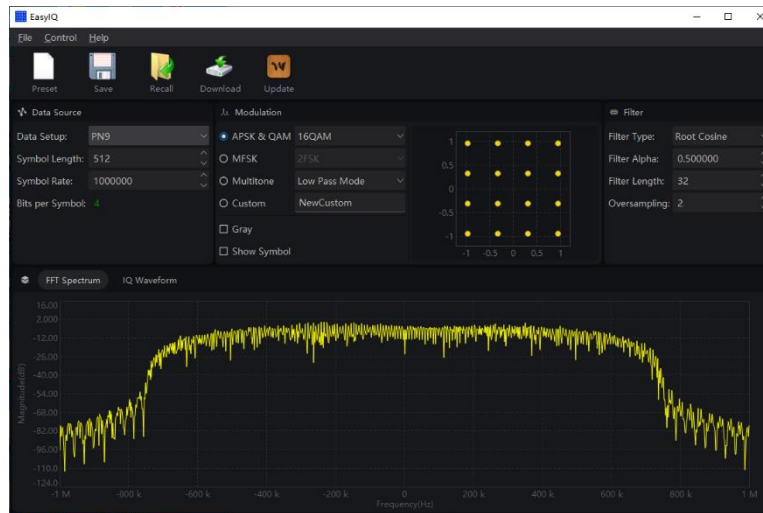 EasyIQ
File Control Help
Preset Save Recall Download Update
Data Source
Data Setup: PN9
Symbol Length: 512
Symbol Rate: 1000000
Bits per Symbol: 4
Modulation
APSK & QAM 16QAM
MFSK 2FSK
Multitone Low Pass Mode
Custom NewCustom
Gray
Show Symbol
1
0.5
0
-0.5
-1
-1 -0.5 0 0.5 1
Filter
Filter Type: Root Cosine
Filter Alpha: 0.500000
Filter Length: 32
Oversampling: 2
FFT Spectrum IQ Waveform
Magnitude(dB)
16.00
2.000
-12.00
-26.00
-40.00
-54.00
-68.00
-82.00
-96.00
-110.0
-124.0
-1 M -800 k -600 k -400 k -200 k 0 200 k 400 k 600 k 800 k 1 M
Frequency(Hz)